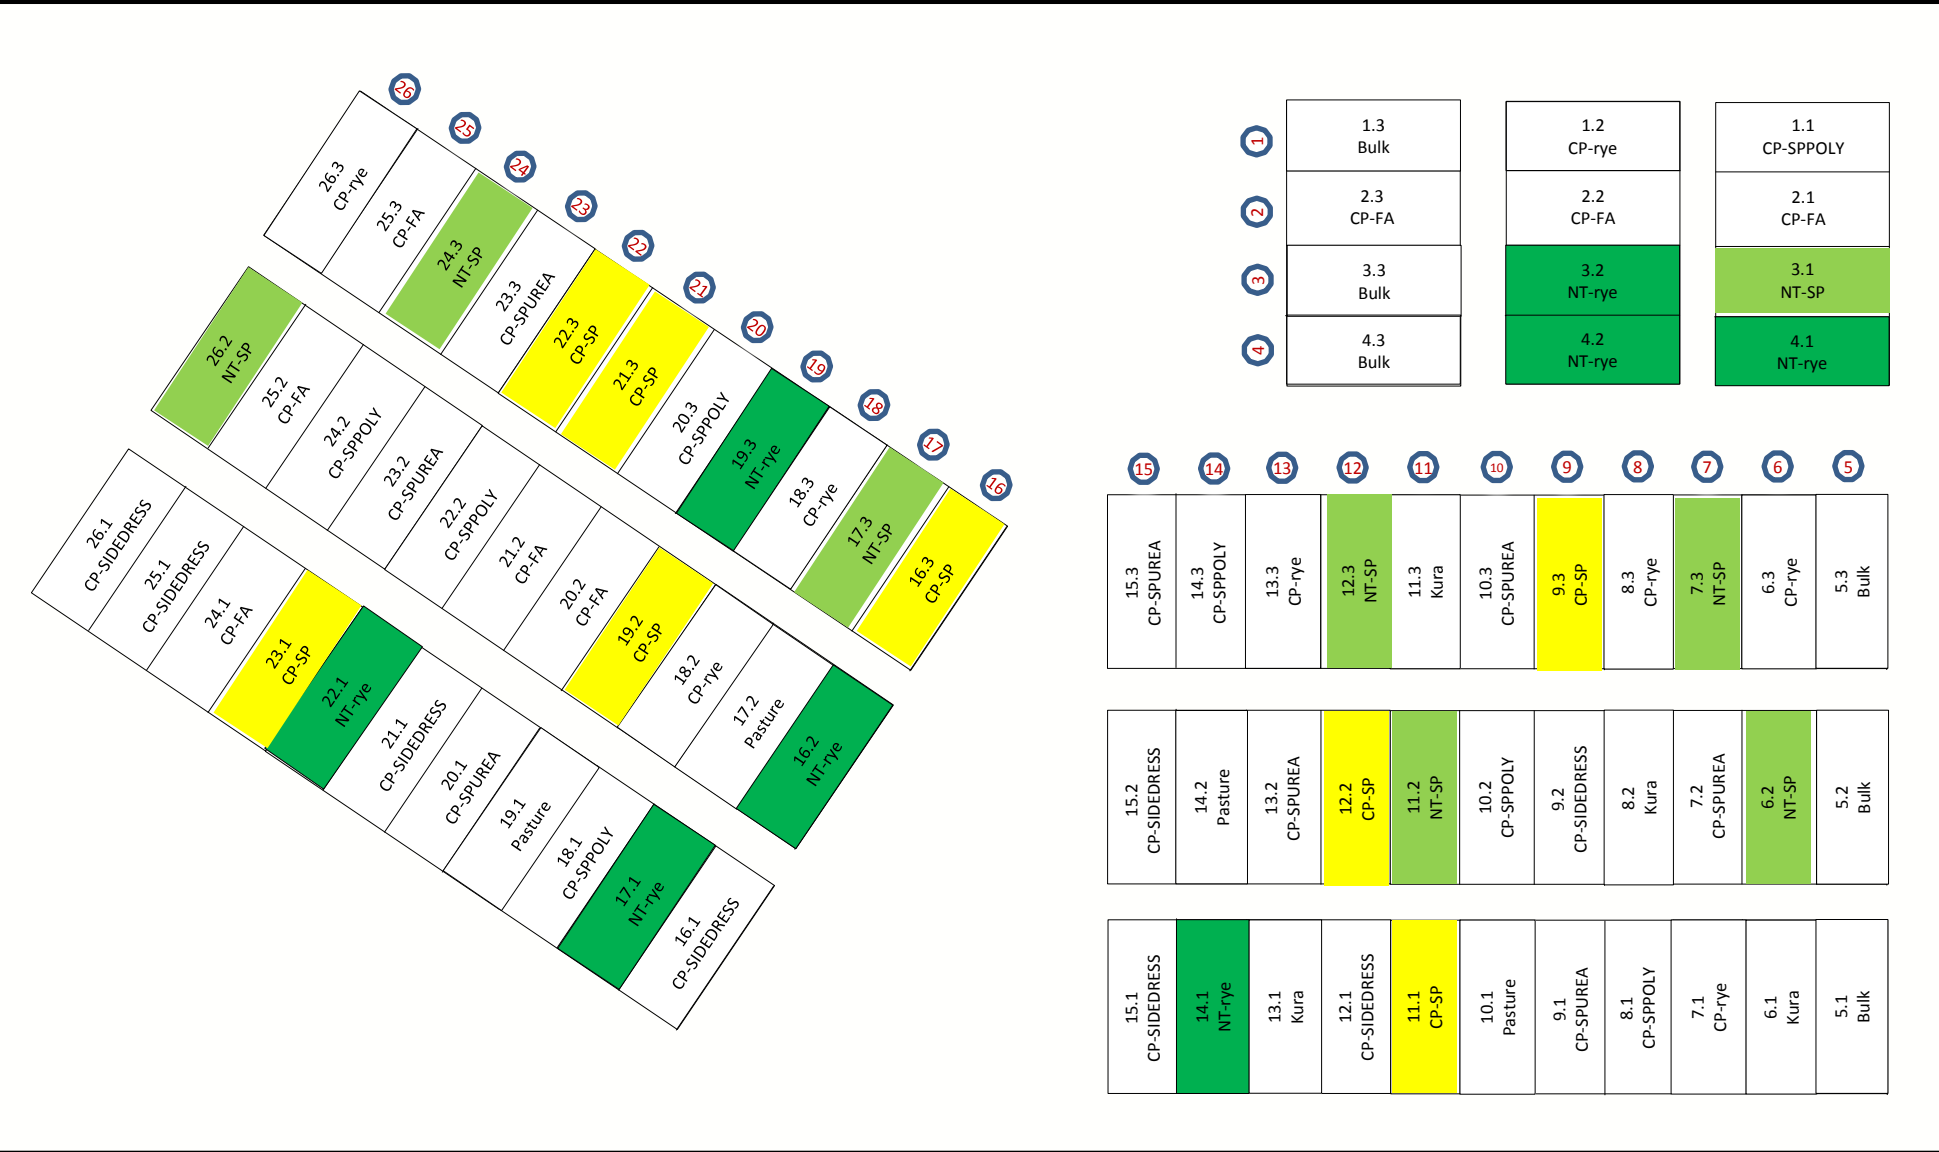 26
25
24
23
22
21
20
19
18
17
16
26.3
CP-rye
25.3
CP-FA
24.3
NT-SP
23.3
CP-SPUREA
22.3
CP-SP
21.3
CP-SP
20.3
CP-SPPOLY
19.3
NT-rye
18.3
CP-rye
17.3
NT-SP
16.3
CP-SP
26.2
NT-SP
25.2
CP-FA
24.2
CP-SPPOLY
23.2
CP-SPUREA
22.2
CP-SPPOLY
21.2
CP-FA
20.2
CP-FA
19.2
CP-SP
18.2
CP-rye
17.2
Pasture
16.2
NT-rye
26.1
CP-SIDEDRESS
25.1
CP-SIDEDRESS
24.1
CP-FA
23.1
CP-SP
22.1
NT-rye
21.1
CP-SIDEDRESS
20.1
CP-SPUREA
19.1
Pasture
18.1
CP-SPPOLY
17.1
NT-rye
16.1
CP-SIDEDRESS
1
1.3
Bulk
1.2
CP-rye
1.1
CP-SPPOLY
2
2.3
CP-FA
2.2
CP-FA
2.1
CP-FA
3
3.3
Bulk
3.2
NT-rye
3.1
NT-SP
4
4.3
Bulk
4.2
NT-rye
4.1
NT-rye
15
14
13
12
11
10
9
8
7
6
5
15.3
CP-SPUREA
14.3
CP-SPPOLY
13.3
CP-rye
12.3
NT-SP
11.3
Kura
10.3
CP-SPUREA
9.3
CP-SP
8.3
CP-rye
7.3
NT-SP
6.3
CP-rye
5.3
Bulk
15.2
CP-SIDEDRESS
14.2
Pasture
13.2
CP-SPUREA
12.2
CP-SP
11.2
NT-SP
10.2
CP-SPPOLY
9.2
CP-SIDEDRESS
8.2
Kura
7.2
CP-SPUREA
6.2
NT-SP
5.2
Bulk
15.1
CP-SIDEDRESS
14.1
NT-rye
13.1
Kura
12.1
CP-SIDEDRESS
11.1
CP-SP
10.1
Pasture
9.1
CP-SPUREA
8.1
CP-SPPOLY
7.1
CP-rye
6.1
Kura
5.1
Bulk